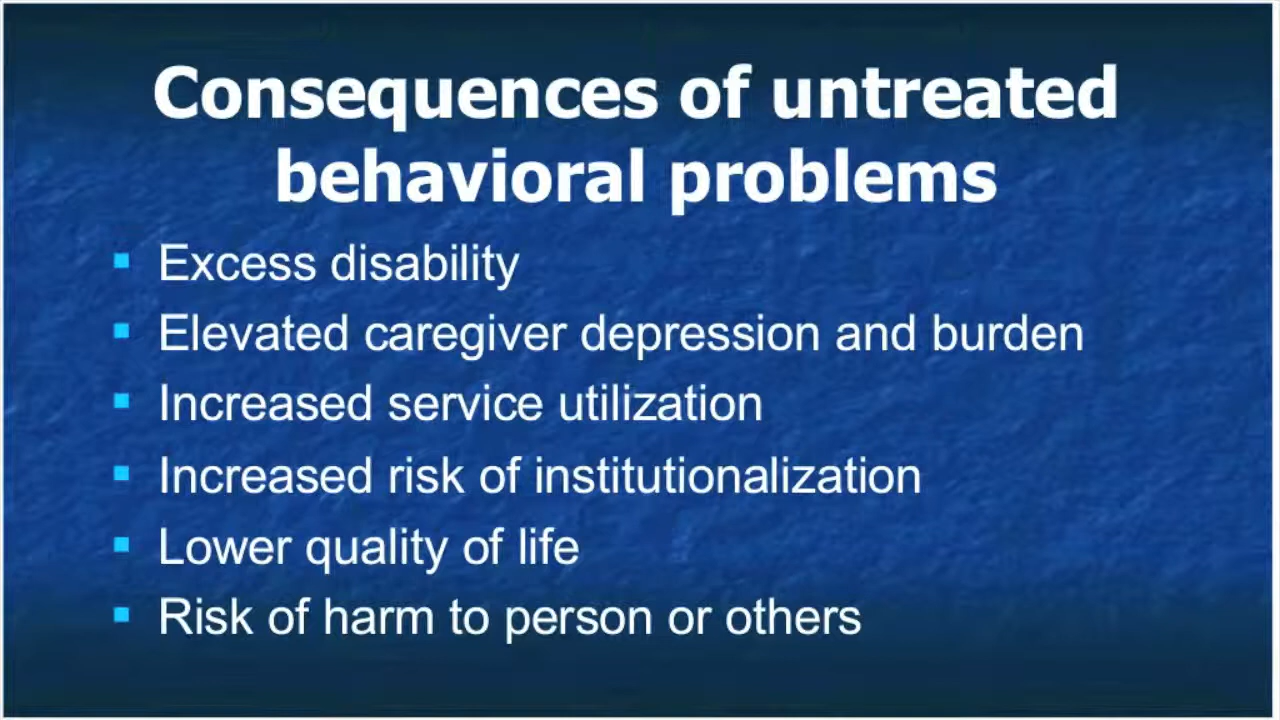 Consequences of untreated
behavioral problems
Excess disability
Elevated caregiver depression and burden
Increased service utilization
Increased risk of institutionalization
Lower quality of life
Risk of harm to person or others